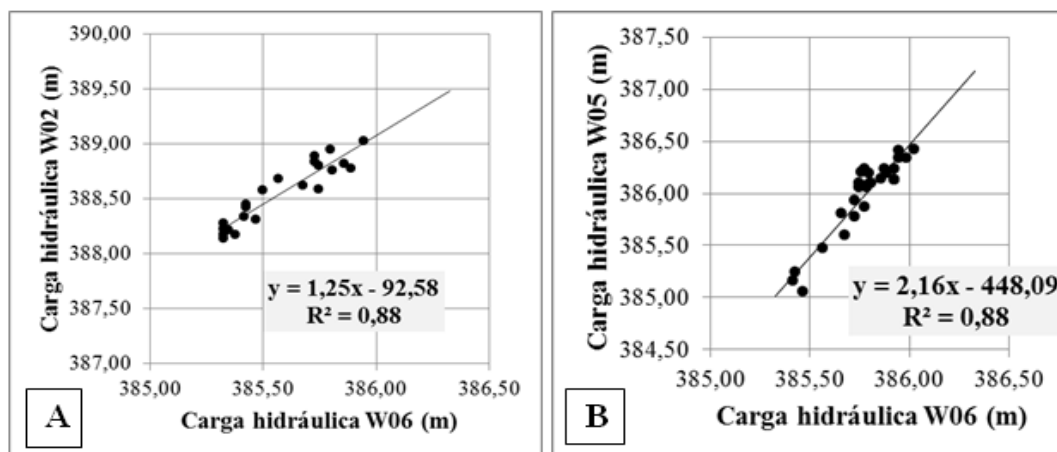 390,00
389,50
389,00
388,50
388,00
387,50
387,00
Carga hidráulica W02 (m)
y = 1,25x - 92,58
R² = 0,88
385,00 385,50 386,00 386,50
Carga hidráulica W06 (m)
A
387,50
387,00
386,50
386,00
385,50
385,00
384,50
Carga hidráulica W05 (m)
y = 2,16x - 448,09
R² = 0,88
385,00 385,50 386,00 386,50
Carga hidráulica W06 (m)
B